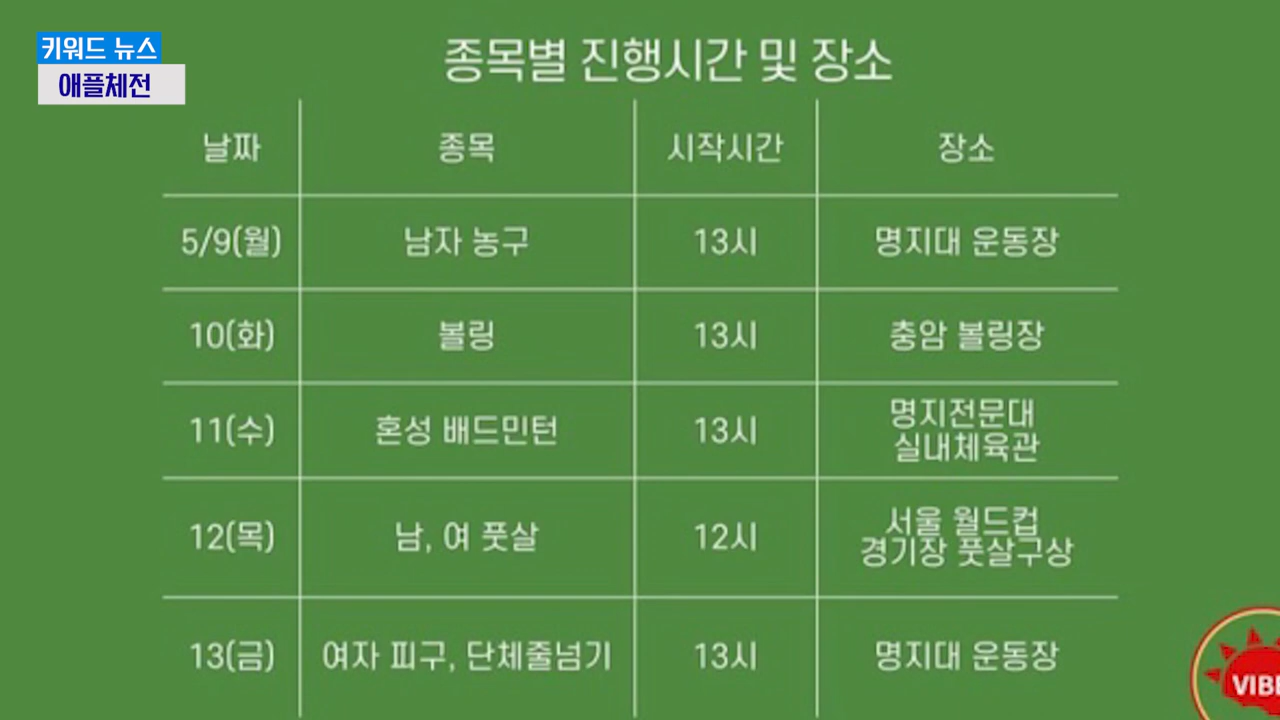 키워드 뉴스
애플체전
종목별 진행시간 및 장소
날짜 종목 시작시간 장소
5/9(월) 남자 농구 13시 명지대 운동장
10(화) 볼링 13시 충암 볼링장
11(수) 혼성 배드민턴 13시 명지전문대
실내체육관
12(목) 남, 여 풋살 12시 서울 월드컵
경기장 풋살구상
13(금) 여자 피구, 단체줄넘기 13시 명지대 운동장